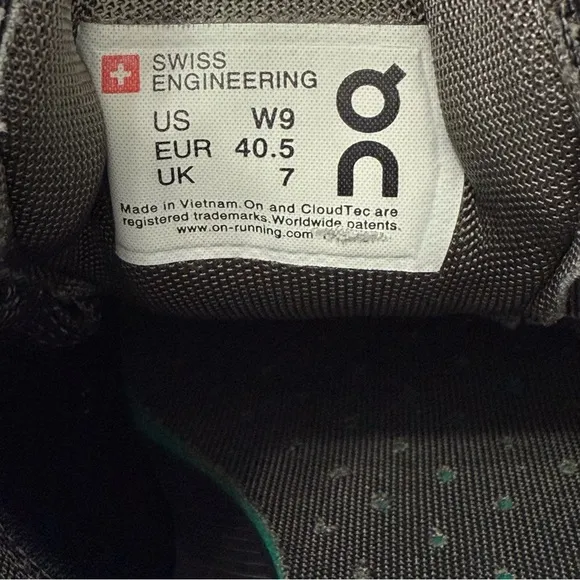 SWISS
ENGINEERING
US W9
EUR 40.5
UK 7
On
Made in Vietnam. On and CloudTec are
registered trademarks. Worldwide patents.
www.on-running.com